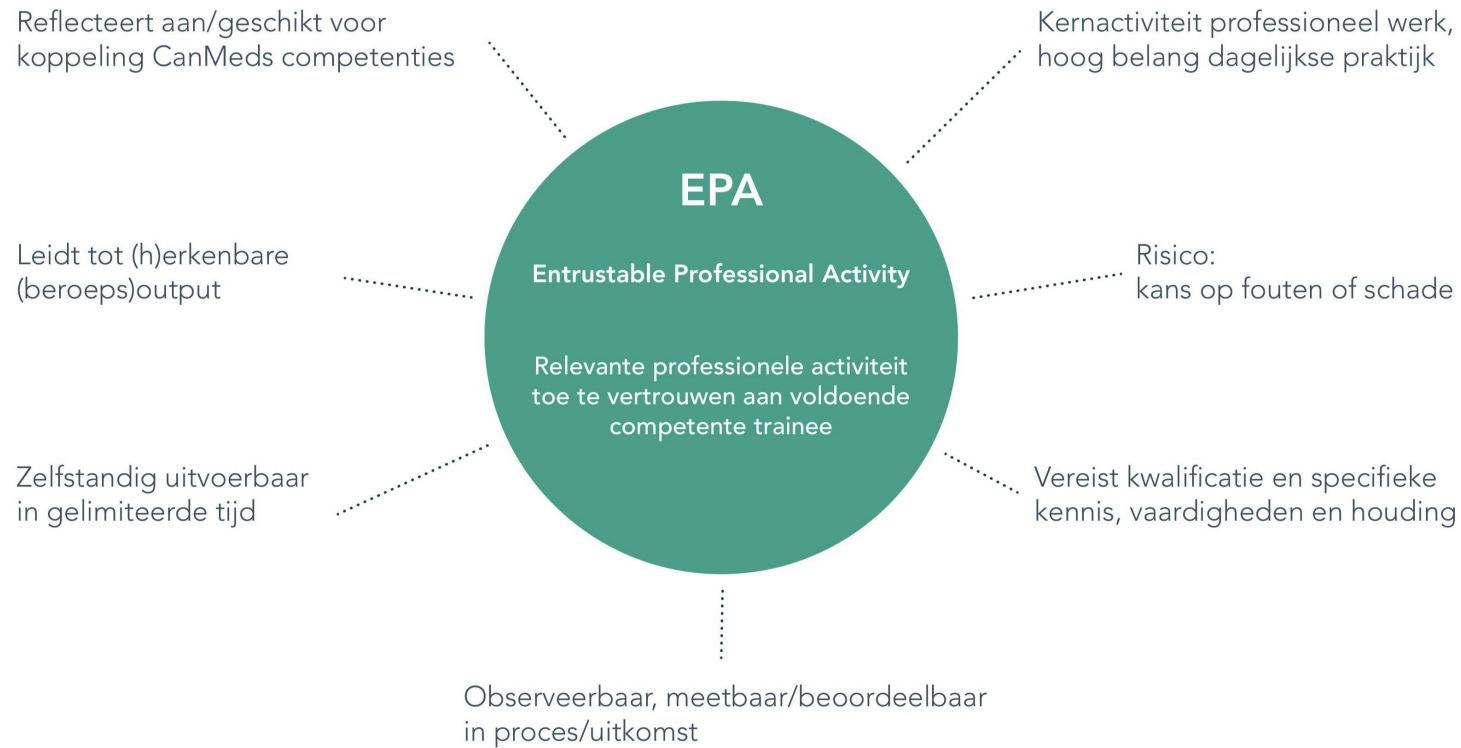 Reflecteert aan/geschikt voor
koppeling CanMeds competenties
Kernactiviteit professioneel werk,
hoog belang dagelijkse praktijk
EPA
Entrustable Professional Activity
Relevante professionele activiteit
toe te vertrouwen aan voldoende
competente trainee
Leidt tot (h)erkenbare
(beroeps)output
Risico:
kans op fouten of schade
Zelfstandig uitvoerbaar
in gelimiteerde tijd
Vereist kwalificatie en specifieke
kennis, vaardigheden en houding
Observeerbaar, meetbaar/beoordeelbaar
in proces/uitkomst